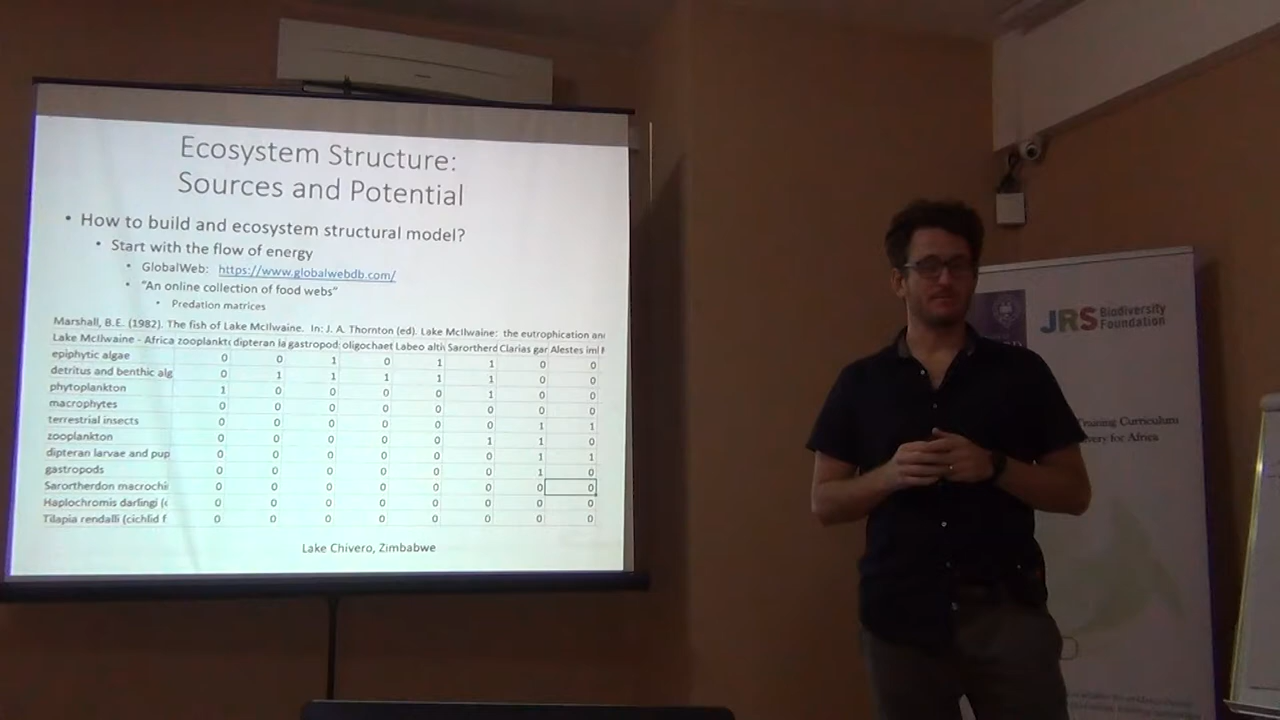 Ecosystem Structure:
Sources and Potential
• How to build and ecosystem structural model?
• Start with the flow of energy
• GlobalWeb: https://www.globalwebdb.com/
• "An online collection of food webs"
• Predation matrices
Marshall, B.E. (1982). The fish of Lake McIlwaine. In: J. A. Thornton (ed). Lake McIlwaine: the eutrophication an
Lake McIlwaine - Africa zooplankt dipteran la gastropod oligochaet Labeo alti Sarortherd Clarias gar Alestes iml
epiphytic algae 0 0 1 0 1 1 0 0
detritus and benthic alg 0 1 1 1 1 1 0 0
phytoplankton 1 0 0 0 0 1 0 0
macrophytes 0 0 0 0 0 0 0 0
terrestrial insects 0 0 0 0 0 0 1 1
zooplankton 0 0 0 0 0 1 1 0
dipteran larvae and pup 0 0 0 0 0 0 1 1
gastropods 0 0 0 0 0 0 1 0
Sarortherdon macrochi 0 0 0 0 0 0 0 0
Haplochromis darlingi (c 0 0 0 0 0 0 0 0
Tilapia rendalli (cichlid f 0 0 0 0 0 0 0 0
Lake Chivero, Zimbabwe
JRS Biodiversity
Foundation
Training Curriculum
for Africa